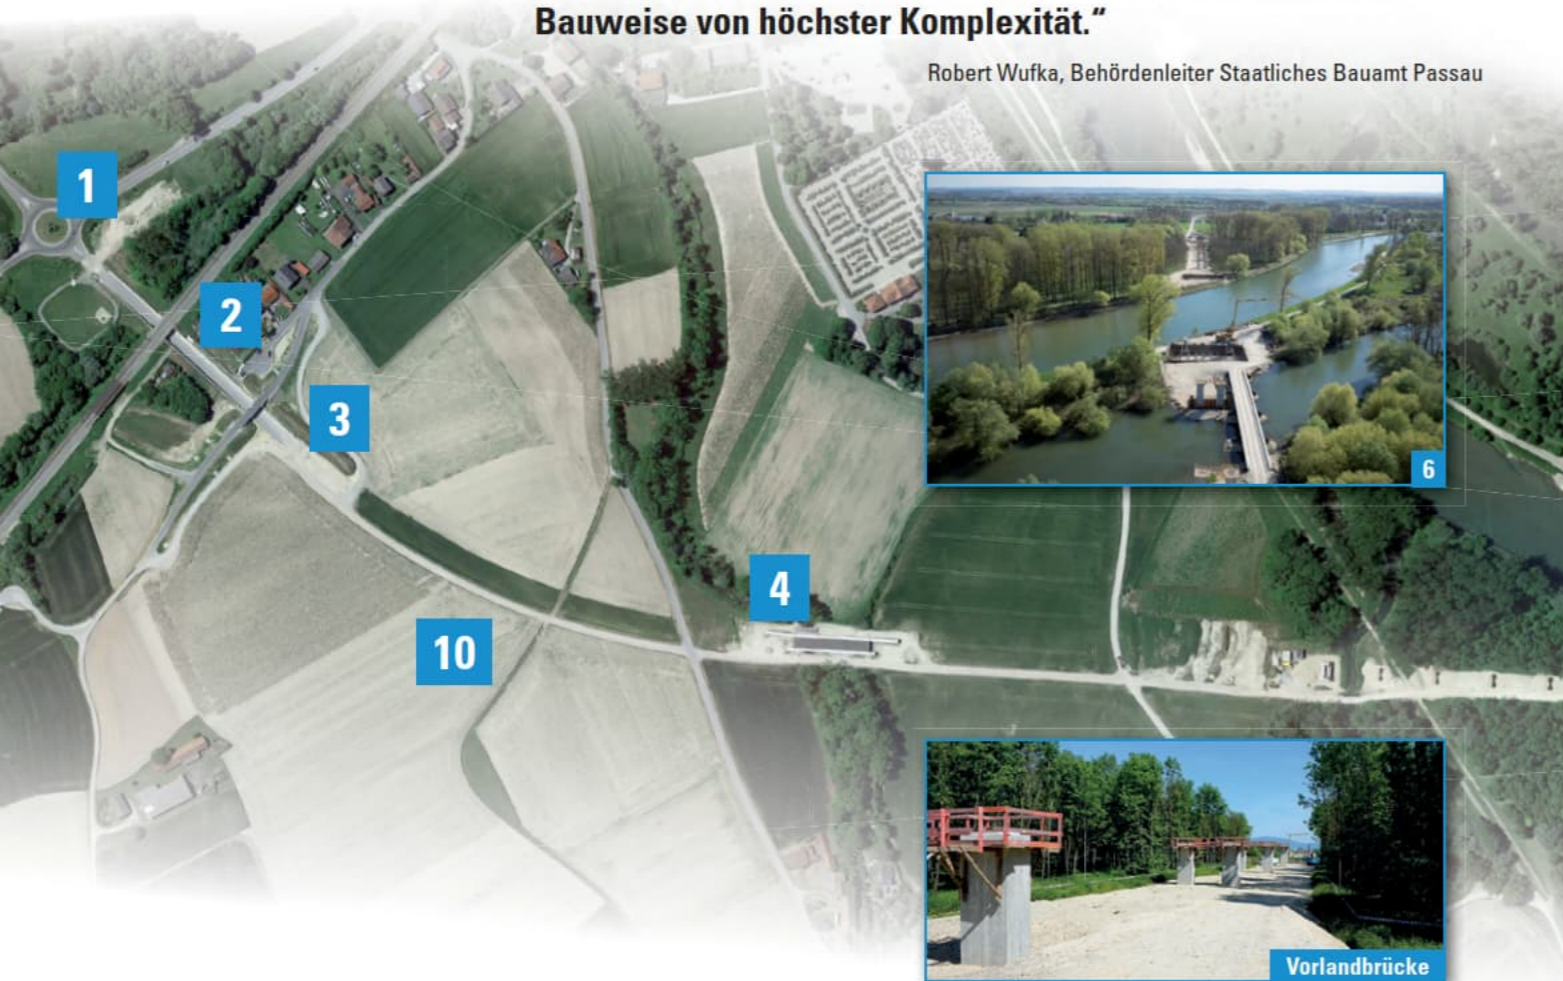 Bauweise von höchster Komplexität.“
Robert Wufka, Behördenleiter Staatliches Bauamt Passau
1
2
3
6
4
10
Vorlandbrücke